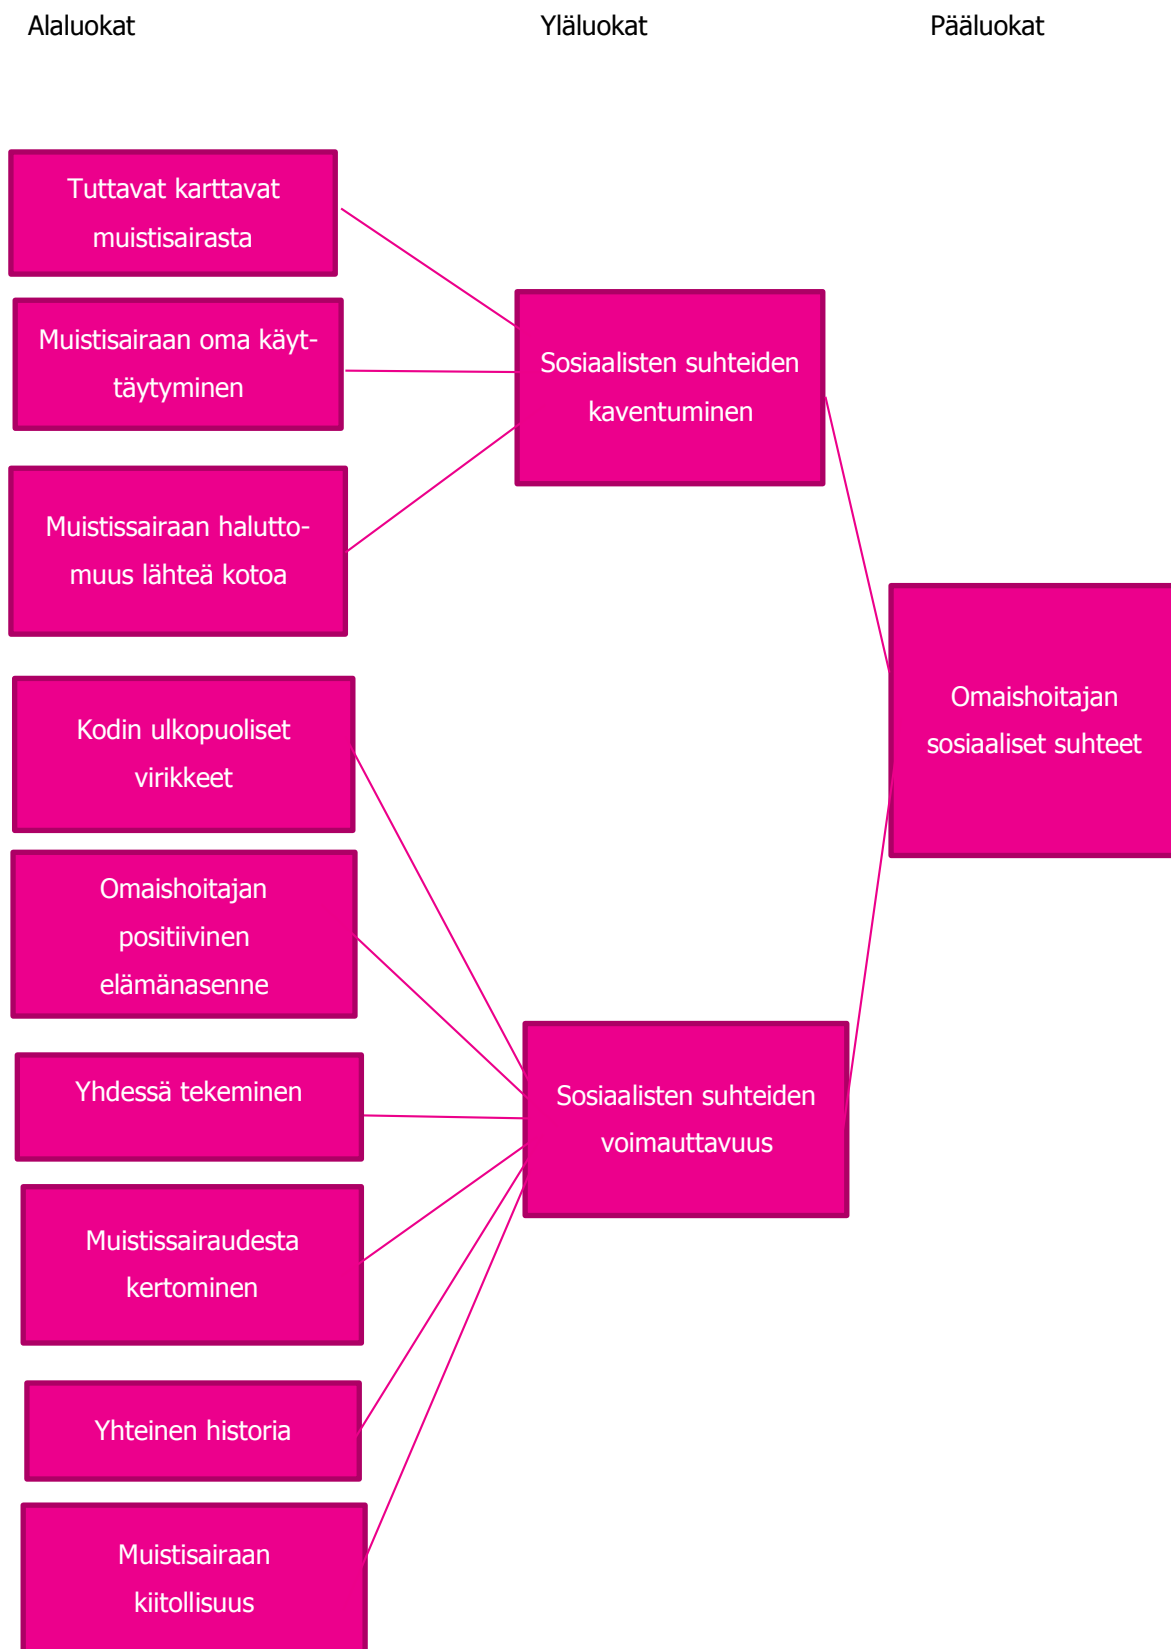 Alaluokat
Yläluokat
Pääluokat
Tuttavat karttavat
muistisairasta
Muistisairaan oma käyt-
täytyminen
Muistissairaan halutto-
muus lähteä kotoa
Kodin ulkopuoliset
virikkeet
Omaishoitajan
positiivinen
elämänasenne
Yhdessä tekeminen
Muistissairaudesta
kertominen
Yhteinen historia
Muistisairaan
kiitollisuus
Sosiaalisten suhteiden
kaventuminen
Sosiaalisten suhteiden
voimauttavuus
Omaishoitajan
sosiaaliset suhteet